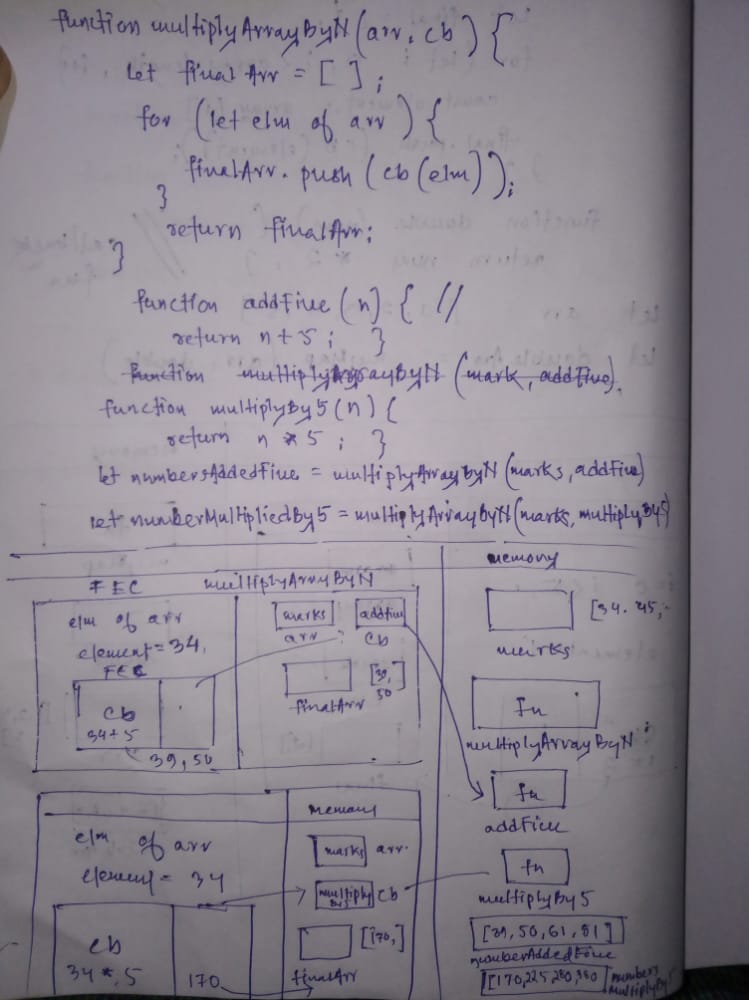 function multiplyArrayByN (arr, cb) {
let finalArr = [ ];
for (let elm of arr) {
finalArr.push (cb(elm));
}
return finalArr;
}
function addFive (n) { //
return n + 5; }
function multiplyArrayByN (mark, addFive).
function multiplyBy5 (n) {
return n * 5; }
let numbersAddedFive = multiplyArrayByN (marks, addFive)
let numberMultipliedBy5 = multiplyArrayByN (marks, multiplyBy5)
FEC multiplyArrayByN
elm of arr
element = 34,
FEC
cb
34+5
39, 50
marks addFive
arr cb
[39,
50
finalArr
memory
[34. 45,
marks
fn
multiplyArrayByN
fn
addFive
fn
multiplyBy5
[39, 50, 61, 81]
numberAddedFive
[170, 225, 280, 380] numbers
multiplyBy5
memory
elm of arr
element = 34
marks arr.
multiply
By5 cb
[170,]
finalArr
cb
34 *, 5
170